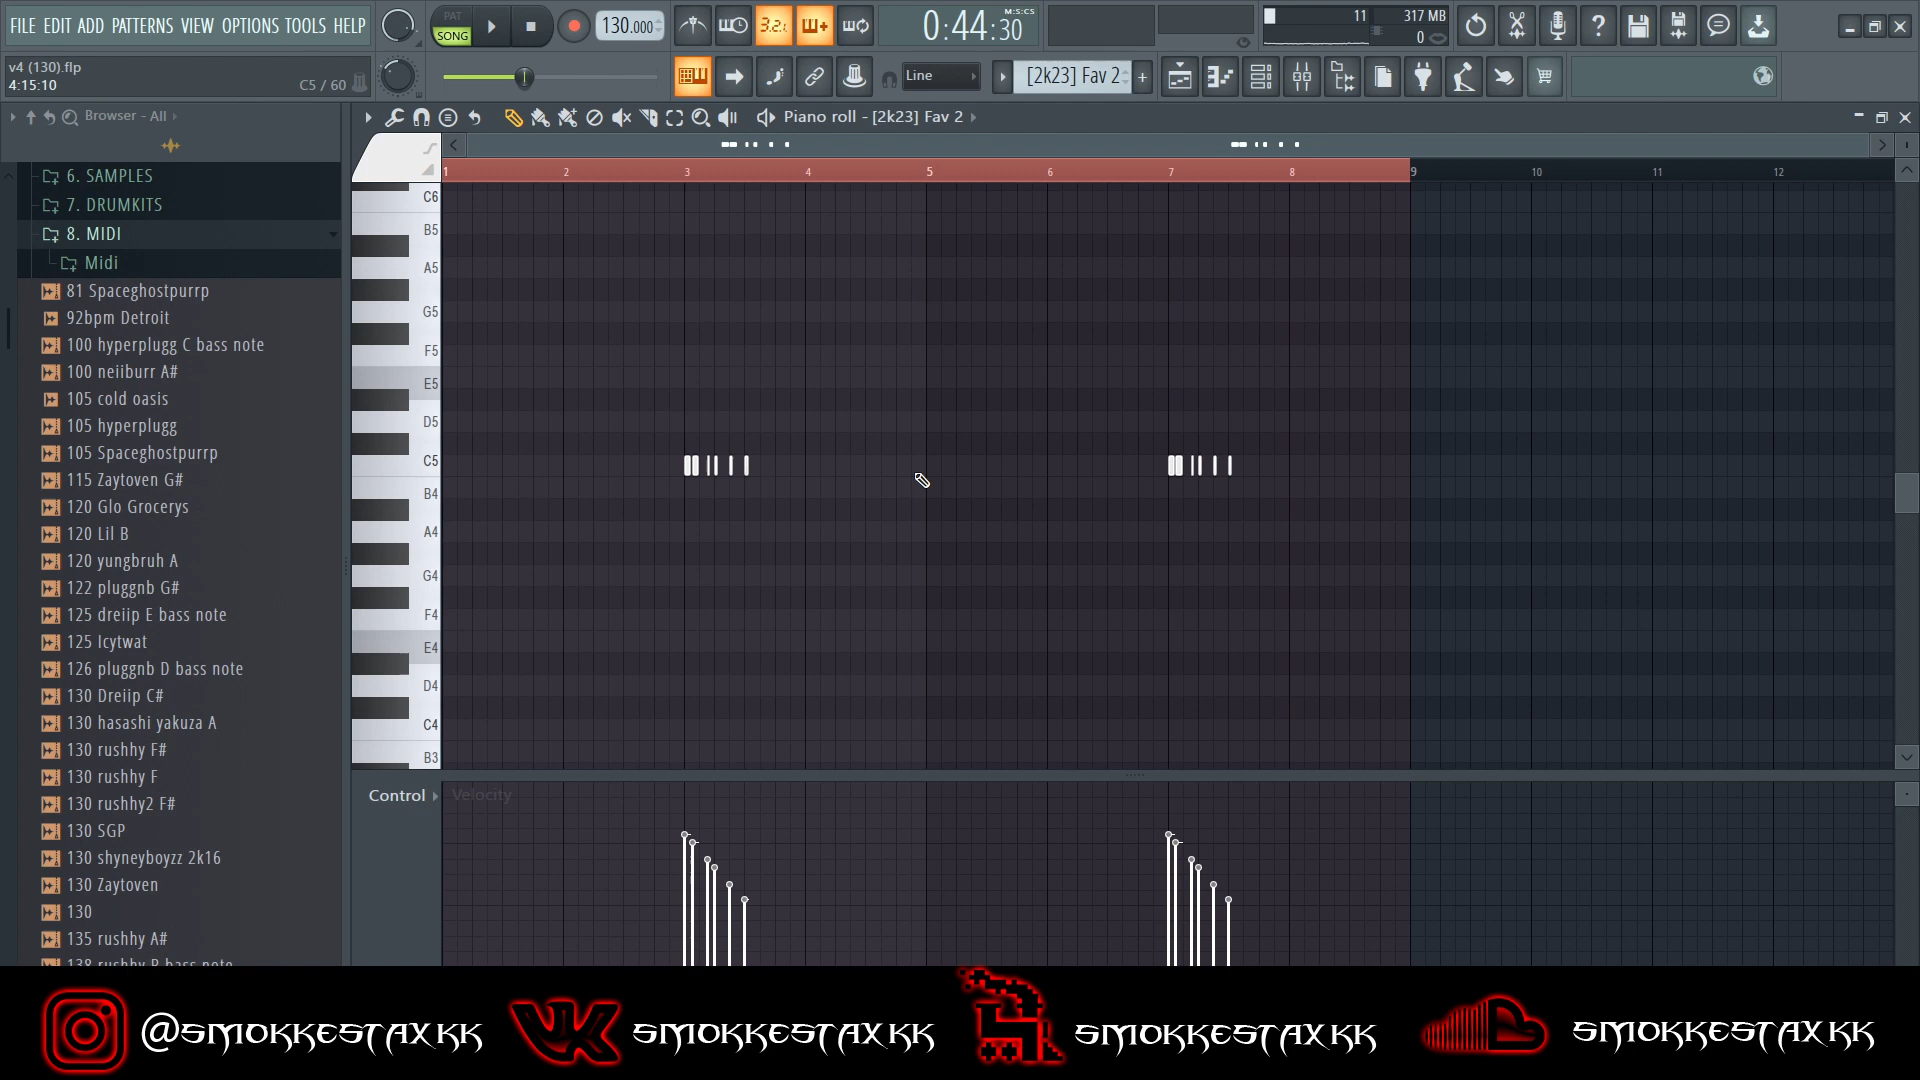 FILE EDIT ADD PATTERNS VIEW OPTIONS TOOLS HELP
PAT
SONG
130.000
3.2.
0:44:30
M:S:CS
11
317 MB
0
v4 (130).flp
4:15:10
C5 / 60
Line
[2k23] Fav 2
Browser - All
Piano roll - [2k23] Fav 2
1 2 3 4 5 6 7 8 9 10 11 12
6. SAMPLES
7. DRUMKITS
8. MIDI
Midi
81 Spaceghostpurrp
92bpm Detroit
100 hyperplugg C bass note
100 neiiburr A#
105 cold oasis
105 hyperplugg
105 Spaceghostpurrp
115 Zaytoven G#
120 Glo Grocerys
120 Lil B
120 yungbruh A
122 pluggnb G#
125 dreiip E bass note
125 Icytwat
126 pluggnb D bass note
130 Dreiip C#
130 hasashi yakuza A
130 rushhy F#
130 rushhy F
130 rushhy2 F#
130 SGP
130 shyneyboyzz 2k16
130 Zaytoven
130
135 rushhy A#
138 rushhy B bass note
C6
B5
A5
G5
F5
E5
D5
C5
B4
A4
G4
F4
E4
D4
C4
B3
Control
Velocity
@SMOKKESTAXKK
SMOKKESTAXKK
SMOKKESTAXKK
SMOKKESTAXKK